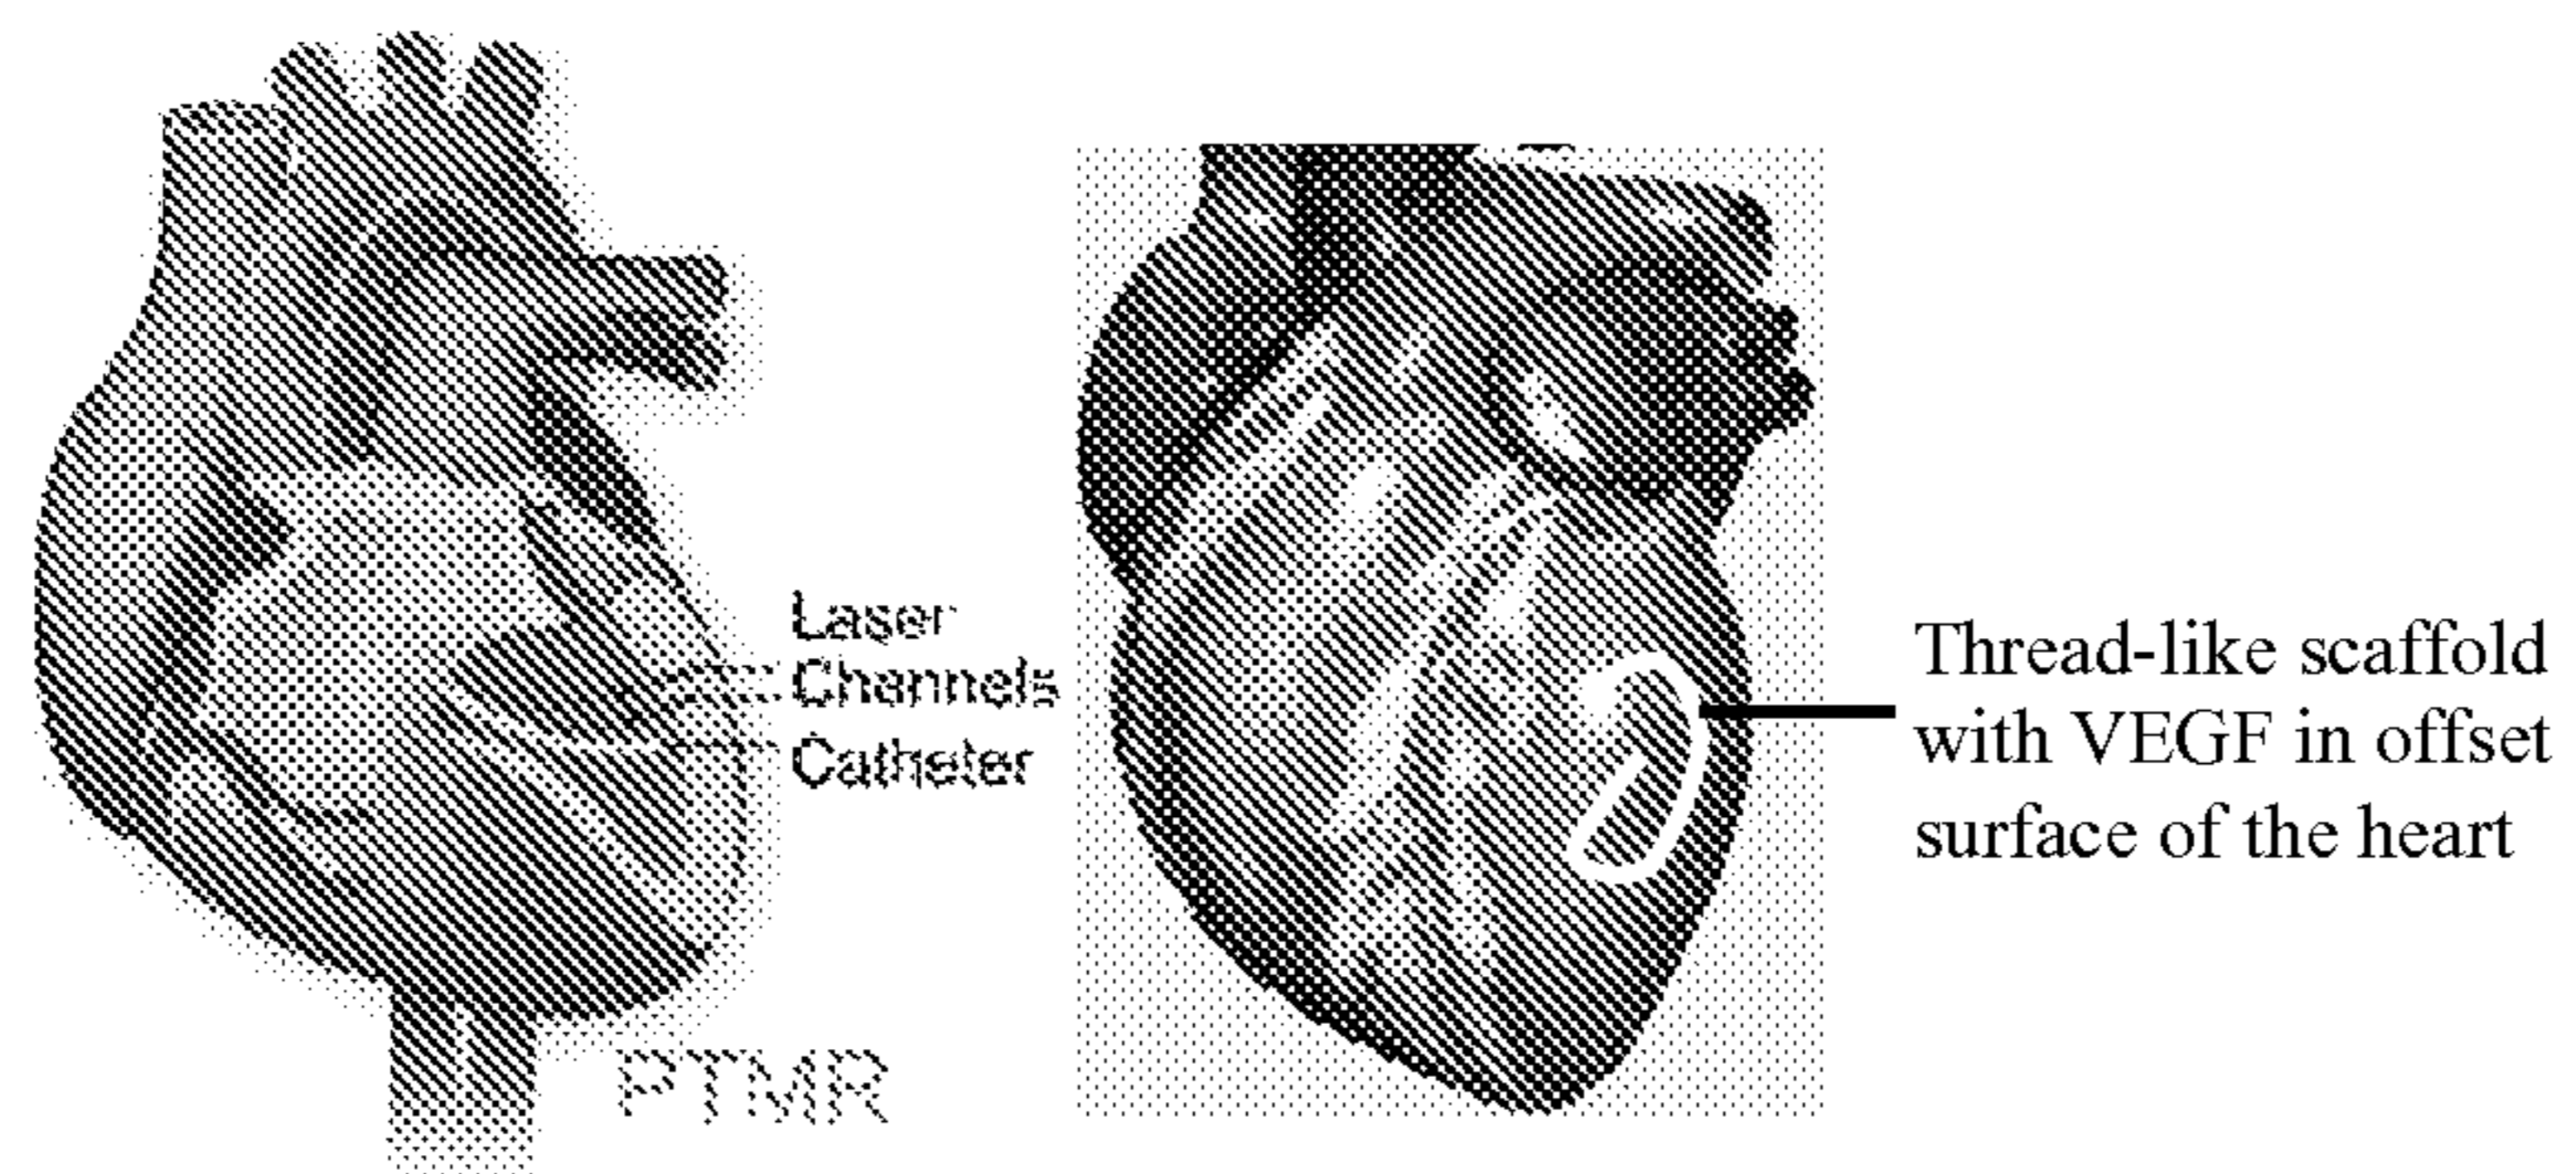 Laser
Channels
Catheter
PTMR
Thread-like scaffold
with VEGF in offset
surface of the heart